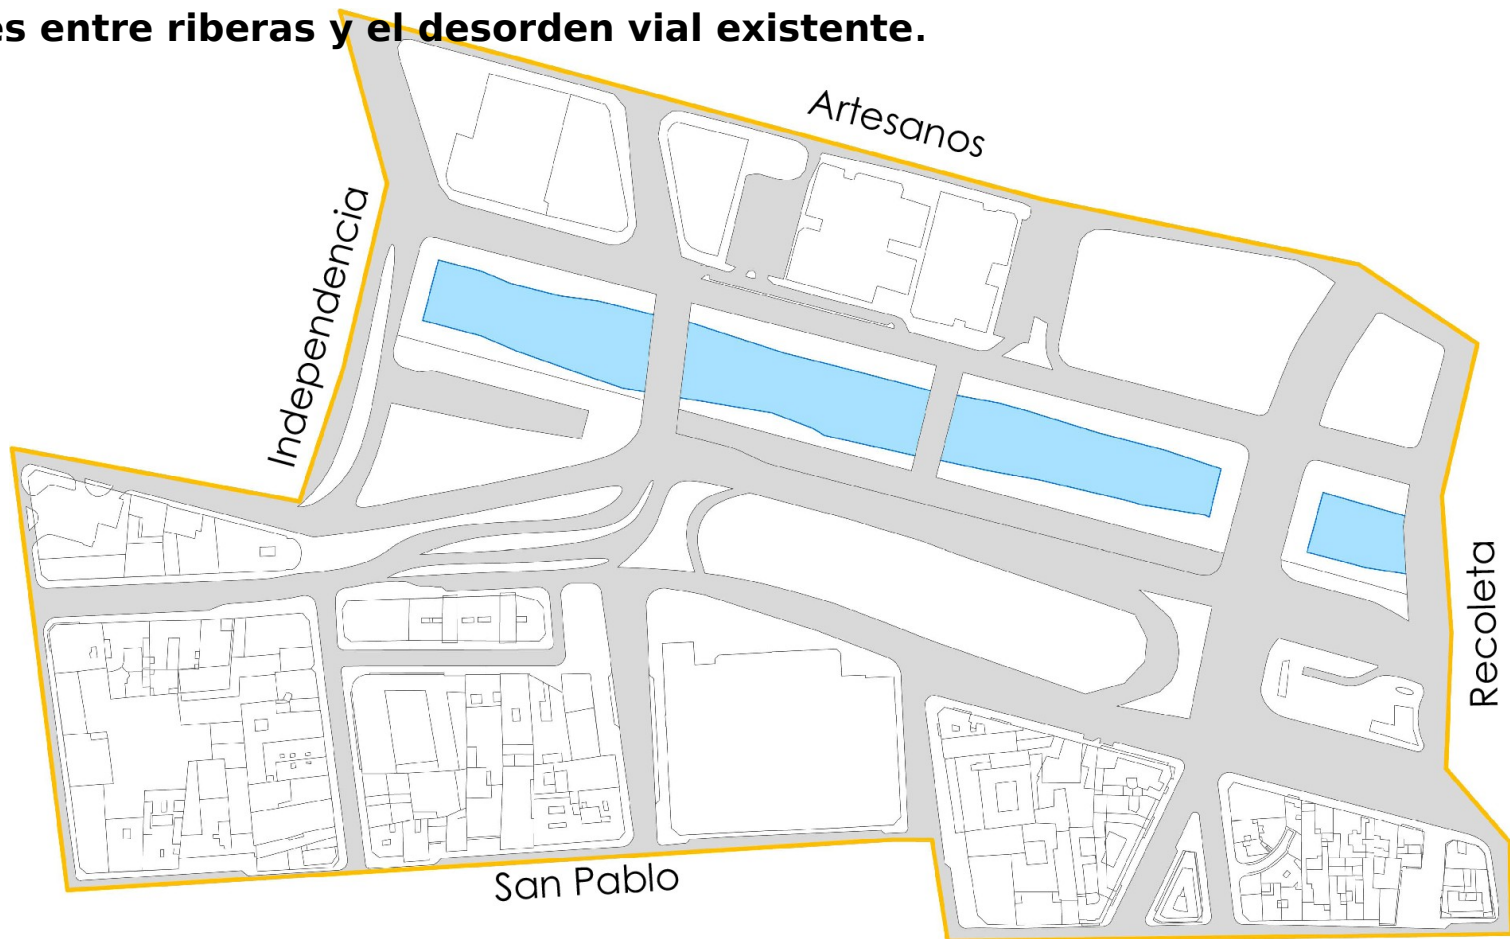 es entre riberas y el desorden vial existente.
Artesanos
Independencia
Recoleta
San Pablo